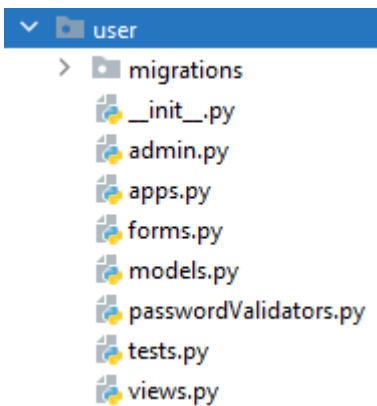 user
migrations
__init__.py
admin.py
apps.py
forms.py
models.py
passwordValidators.py
tests.py
views.py